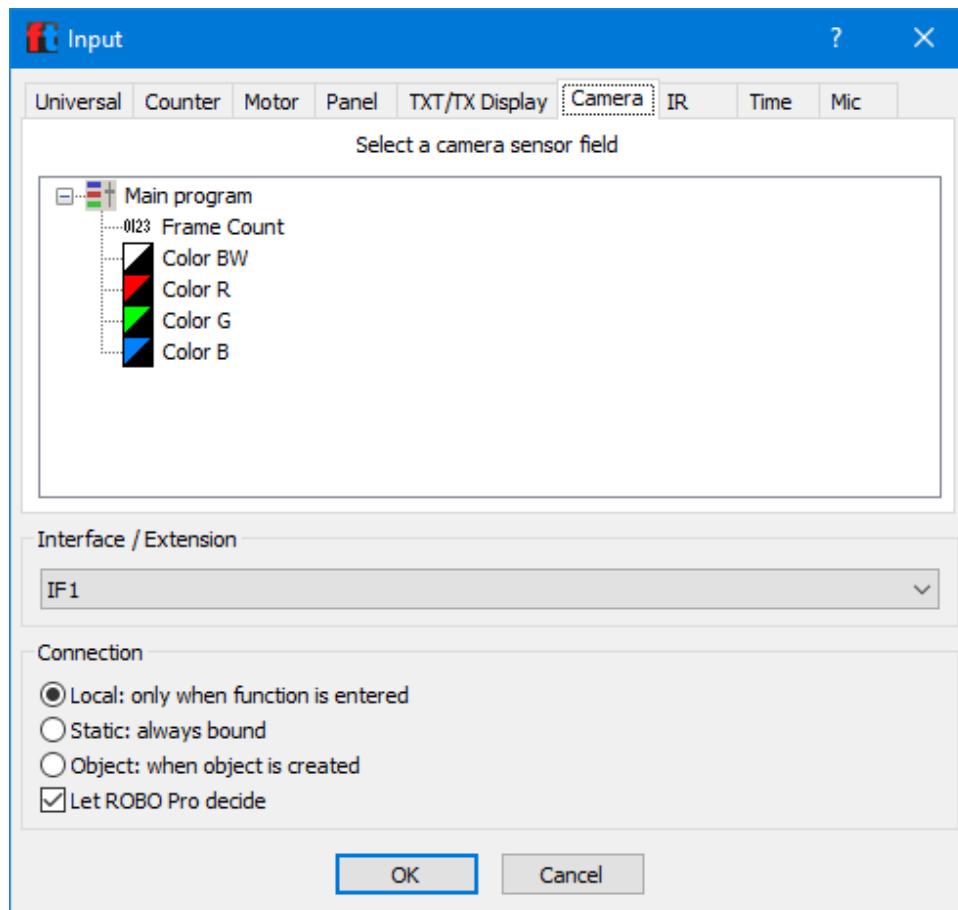 ft Input ?
Universal Counter Motor Panel TXT/TX Display Camera IR Time Mic
Select a camera sensor field
Main program
0123 Frame Count
Color BW
Color R
Color G
Color B
Interface / Extension
IF1
Connection
Local: only when function is entered
Static: always bound
Object: when object is created
Let ROBO Pro decide
OK Cancel